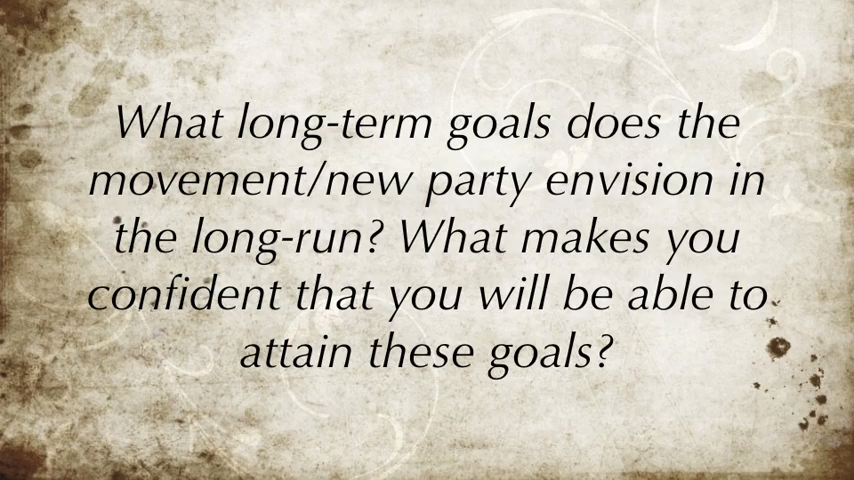 What long-term goals does the
movement/new party envision in
the long-run? What makes you
confident that you will be able to
attain these goals?